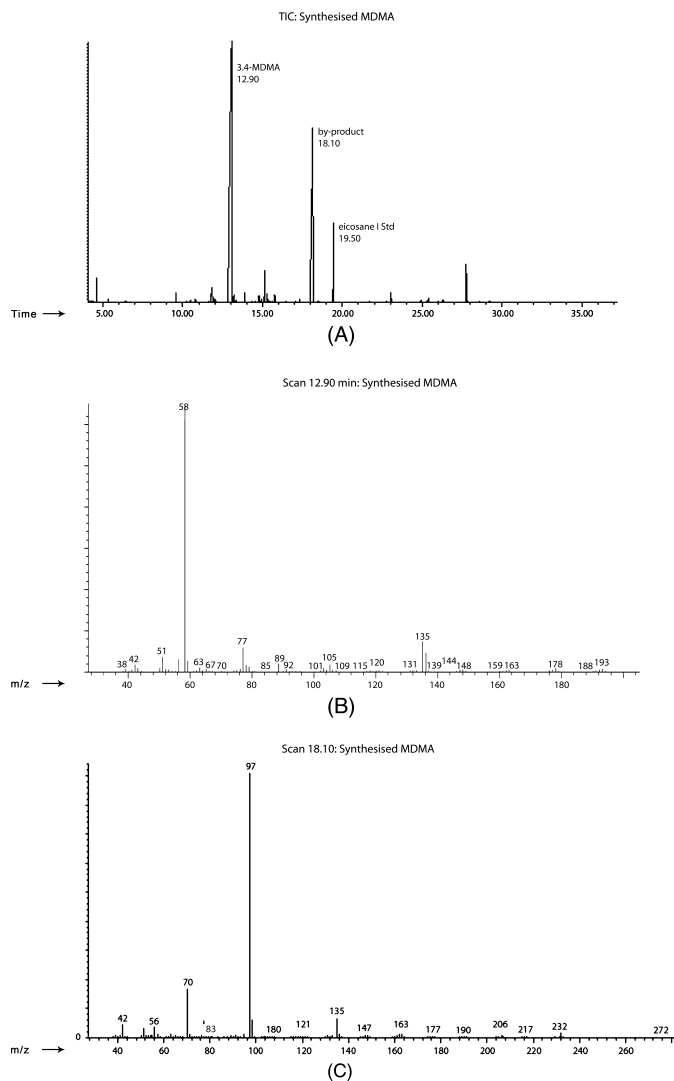 TIC: Synthesised MDMA
3.4-MDMA
12.90
by-product
18.10
eicosane I Std
19.50
Time
5.00 10.00 15.00 20.00 25.00 30.00 35.00
(A)
Scan 12.90 min: Synthesised MDMA
58
38 42 51 63 67 70 77 85 89 92 101 105 109 115 120 131 135 139 144 148 159 163 178 188 193
m/z
40 60 80 100 120 140 160 180
(B)
Scan 18.10: Synthesised MDMA
97
42 56 70 83 180 121 135 147 163 177 190 206 217 232 272
0
m/z
40 60 80 100 120 140 160 180 200 220 240 260
(C)